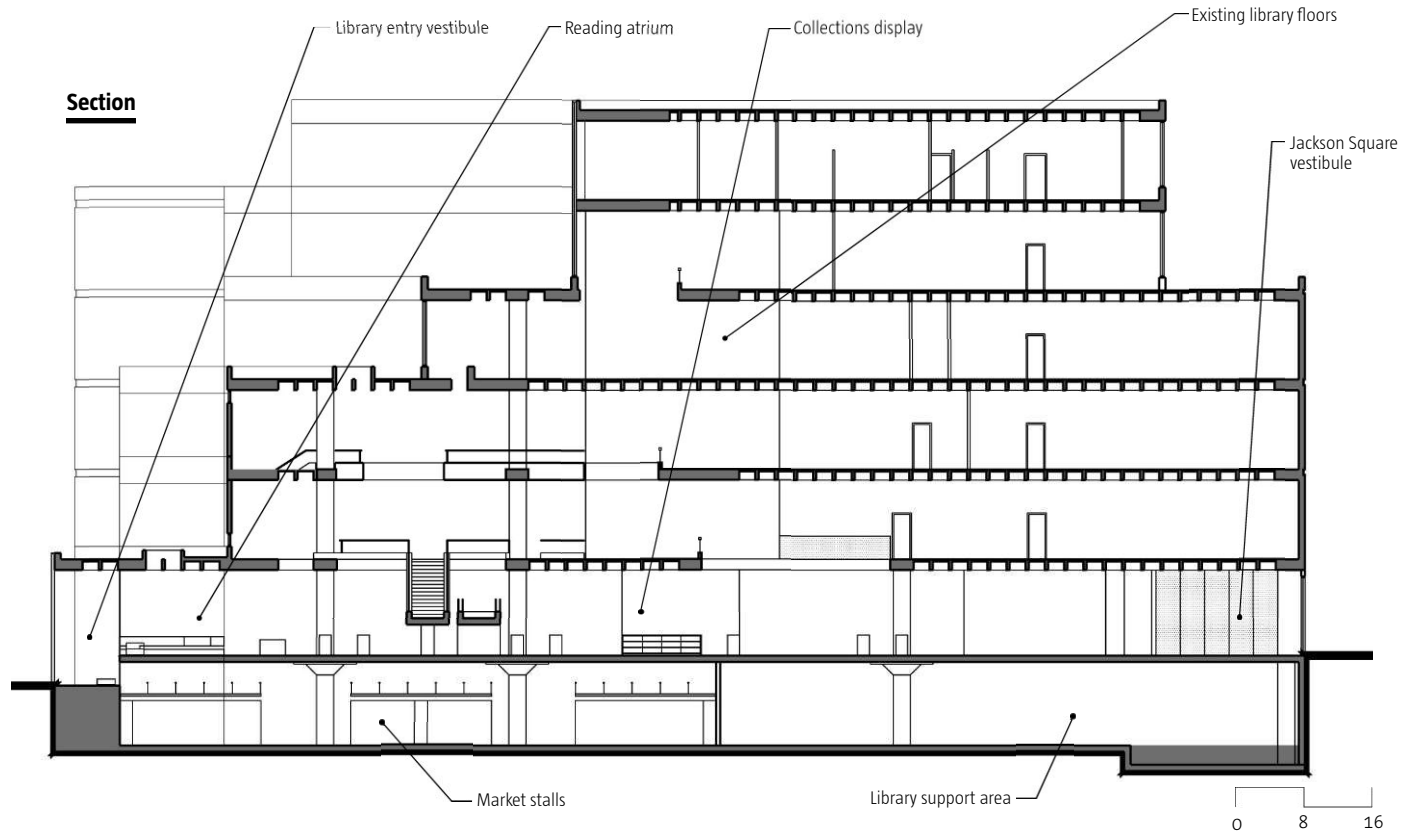 Library entry vestibule
Reading atrium
Collections display
Existing library floors
Section
Jackson Square
vestibule
Market stalls
Library support area
0 8 16